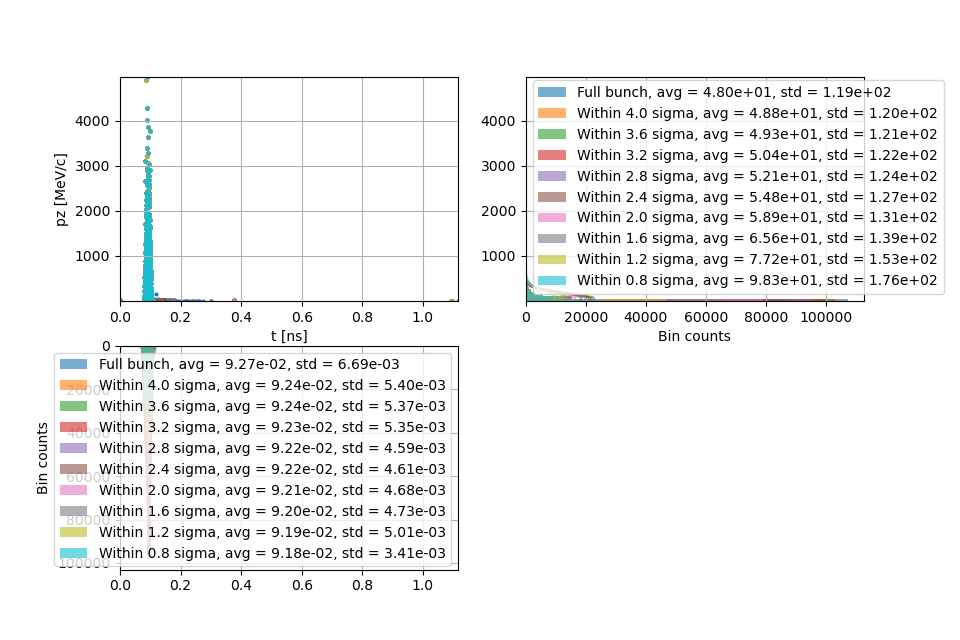 4000
3000
2000
1000
pz [MeV/c]
0.0 0.2 0.4 0.6 0.8 1.0
t [ns]
4000
3000
2000
1000
Full bunch, avg = 4.80e+01, std = 1.19e+02
Within 4.0 sigma, avg = 4.88e+01, std = 1.20e+02
Within 3.6 sigma, avg = 4.93e+01, std = 1.21e+02
Within 3.2 sigma, avg = 5.04e+01, std = 1.22e+02
Within 2.8 sigma, avg = 5.21e+01, std = 1.24e+02
Within 2.4 sigma, avg = 5.48e+01, std = 1.27e+02
Within 2.0 sigma, avg = 5.89e+01, std = 1.31e+02
Within 1.6 sigma, avg = 6.56e+01, std = 1.39e+02
Within 1.2 sigma, avg = 7.72e+01, std = 1.53e+02
Within 0.8 sigma, avg = 9.83e+01, std = 1.76e+02
0 20000 40000 60000 80000 100000
Bin counts
0
20000
40000
60000
80000
100000
Bin counts
Full bunch, avg = 9.27e-02, std = 6.69e-03
Within 4.0 sigma, avg = 9.24e-02, std = 5.40e-03
Within 3.6 sigma, avg = 9.24e-02, std = 5.37e-03
Within 3.2 sigma, avg = 9.23e-02, std = 5.35e-03
Within 2.8 sigma, avg = 9.22e-02, std = 4.59e-03
Within 2.4 sigma, avg = 9.22e-02, std = 4.61e-03
Within 2.0 sigma, avg = 9.21e-02, std = 4.68e-03
Within 1.6 sigma, avg = 9.20e-02, std = 4.73e-03
Within 1.2 sigma, avg = 9.19e-02, std = 5.01e-03
Within 0.8 sigma, avg = 9.18e-02, std = 3.41e-03
0.0 0.2 0.4 0.6 0.8 1.0